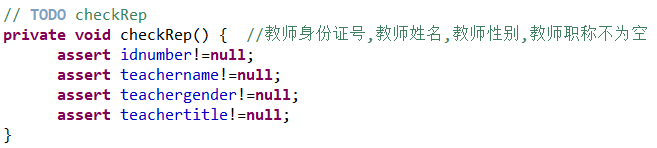 // TODO checkRep
private void checkRep() {  //教师身份证号,教师姓名,教师性别,教师职称不为空
      assert idnumber!=null;
      assert teachername!=null;
      assert teachergender!=null;
      assert teachertitle!=null;
}